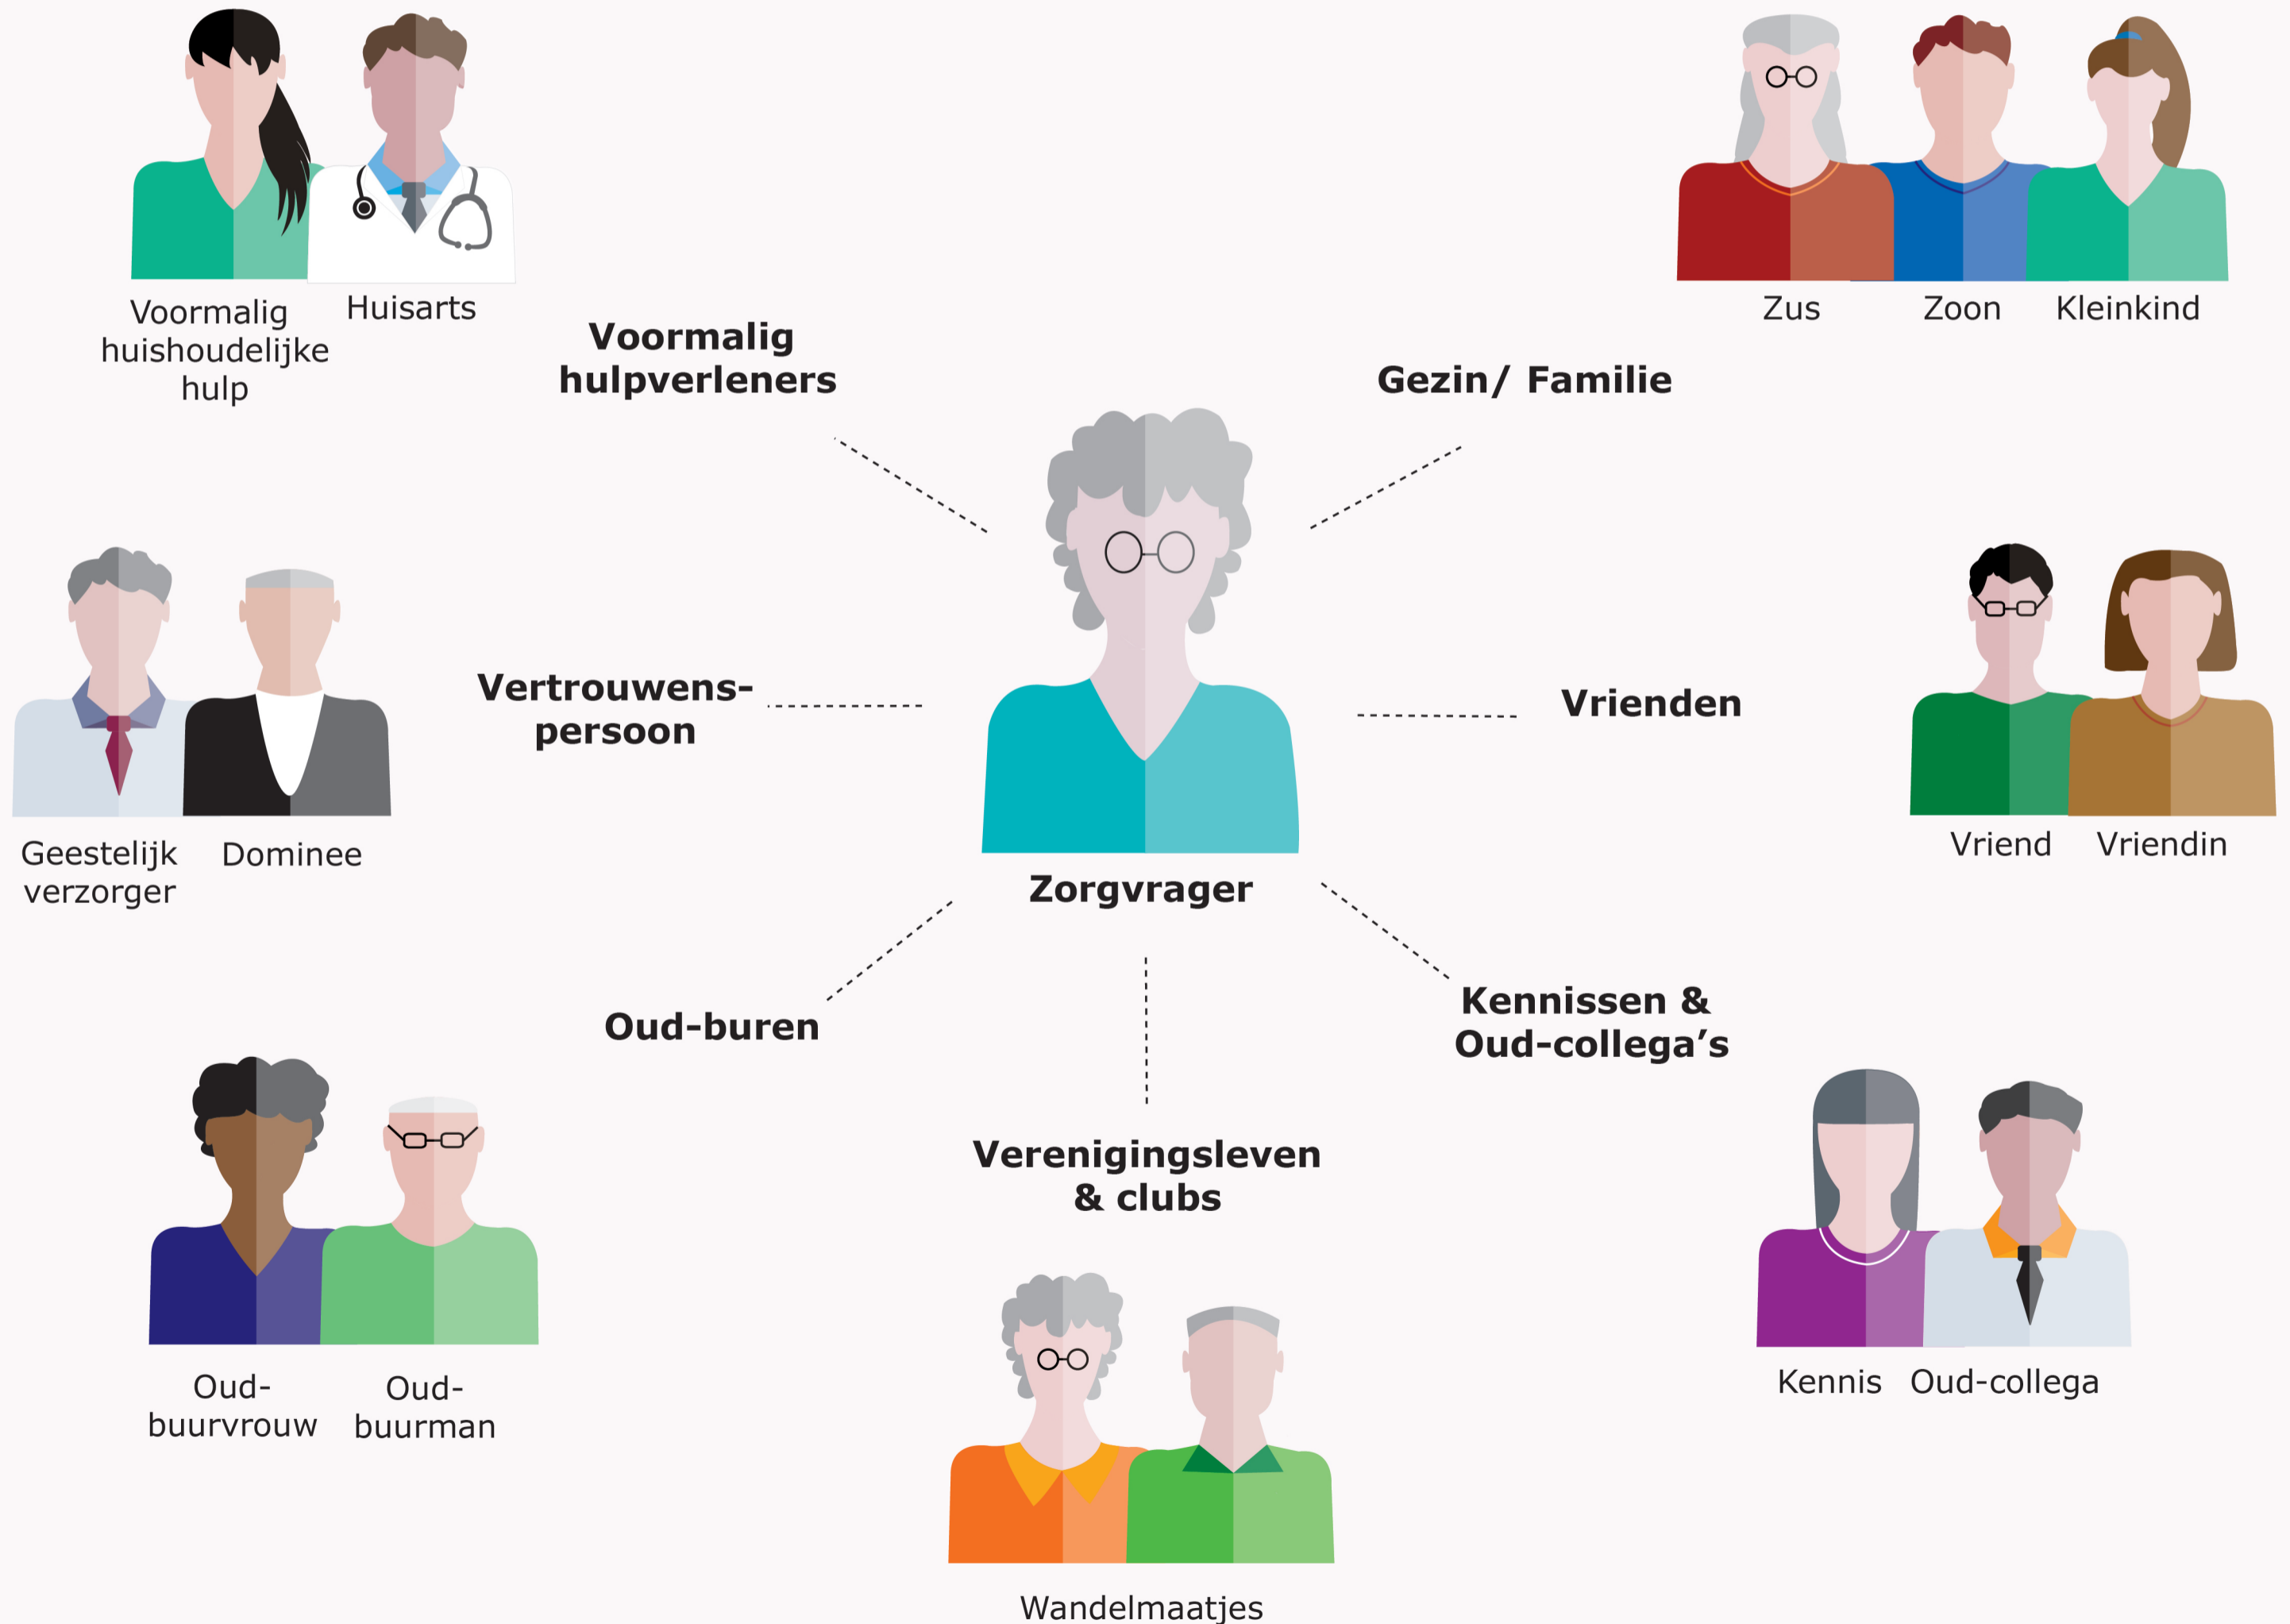 Voormalig
huishoudelijke
hulp
Huisarts
Voormalig
hulpverleners
Gezin/ Familie
Zus
Zoon
Kleinkind
Geestelijk
verzorger
Dominee
Vertrouwens-
persoon
Zorgvrager
Vrienden
Vriend
Vriendin
Oud-buren
Oud-
buurvrouw
Oud-
buurman
Verenigingsleven
& clubs
Wandelmaatjes
Kennissen &
Oud-collega’s
Kennis
Oud-collega